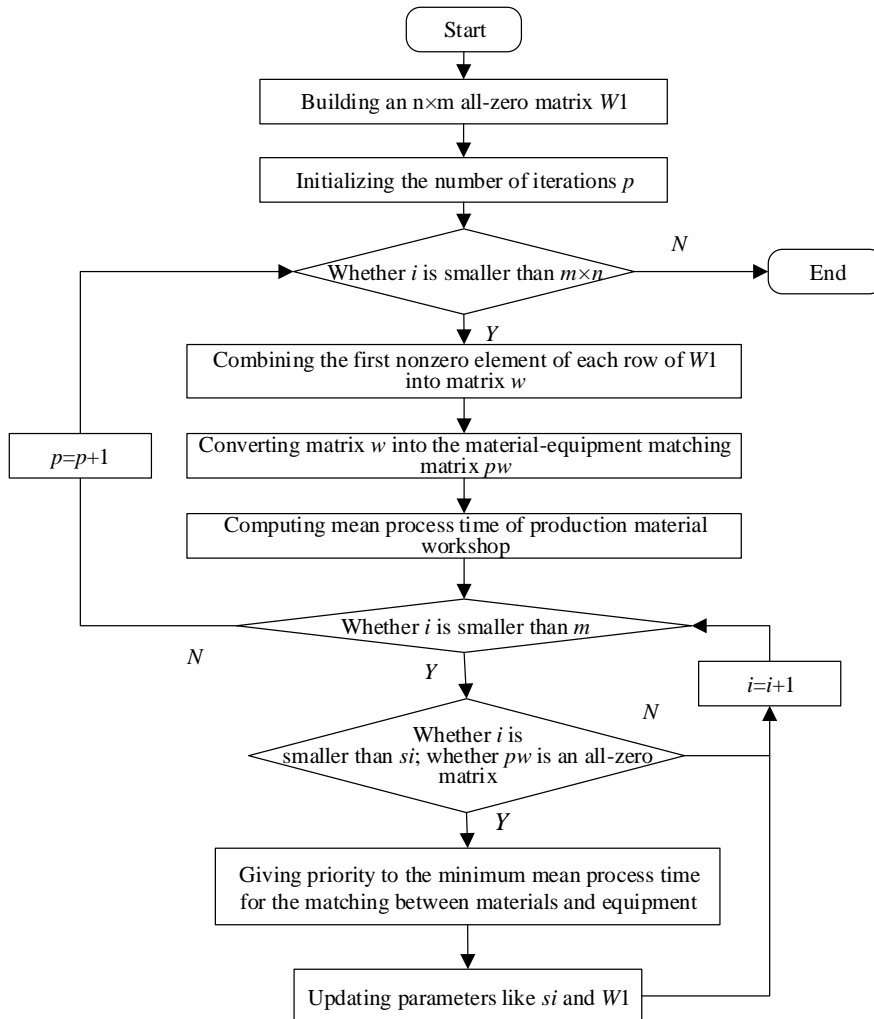 Start
Building an n×m all-zero matrix W1
Initializing the number of iterations p
Whether i is smaller than m×n
N
End
Y
Combining the first nonzero element of each row of W1
into matrix w
Converting matrix w into the material-equipment matching
matrix pw
p=p+1
Computing mean process time of production material
workshop
Whether i is smaller than m
N
Y
i=i+1
Whether i is
smaller than si; whether pw is an all-zero
matrix
N
Y
Giving priority to the minimum mean process time
for the matching between materials and equipment
Updating parameters like si and W1